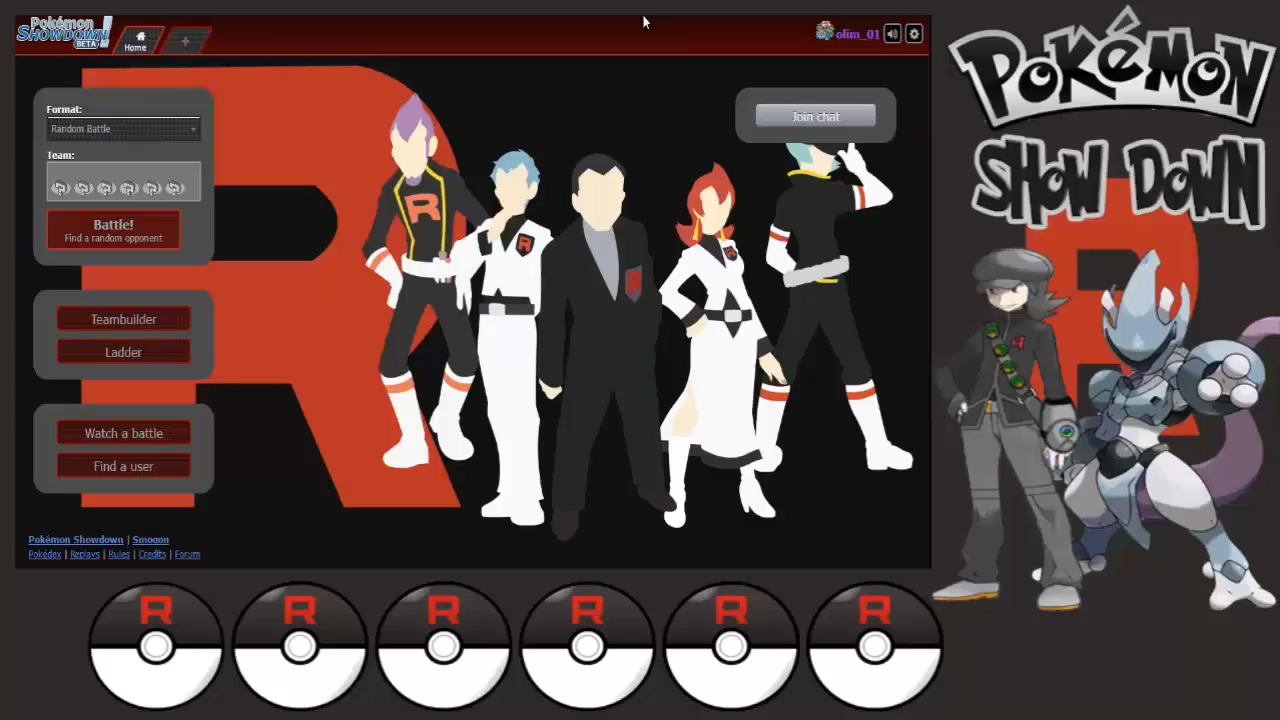 Pokémon
SHOWDOWN!
BETA
Home
+
olim_01
Format:
Random Battle
Team:
Battle!
Find a random opponent
Join chat
Teambuilder
Ladder
Watch a battle
Find a user
Pokémon Showdown | Smogon
Pokédex | Replays | Rules | Credits | Forum
R
R
R
R
R
POKéMON
SHOW DOWN
R
R
R
R
R
R
R